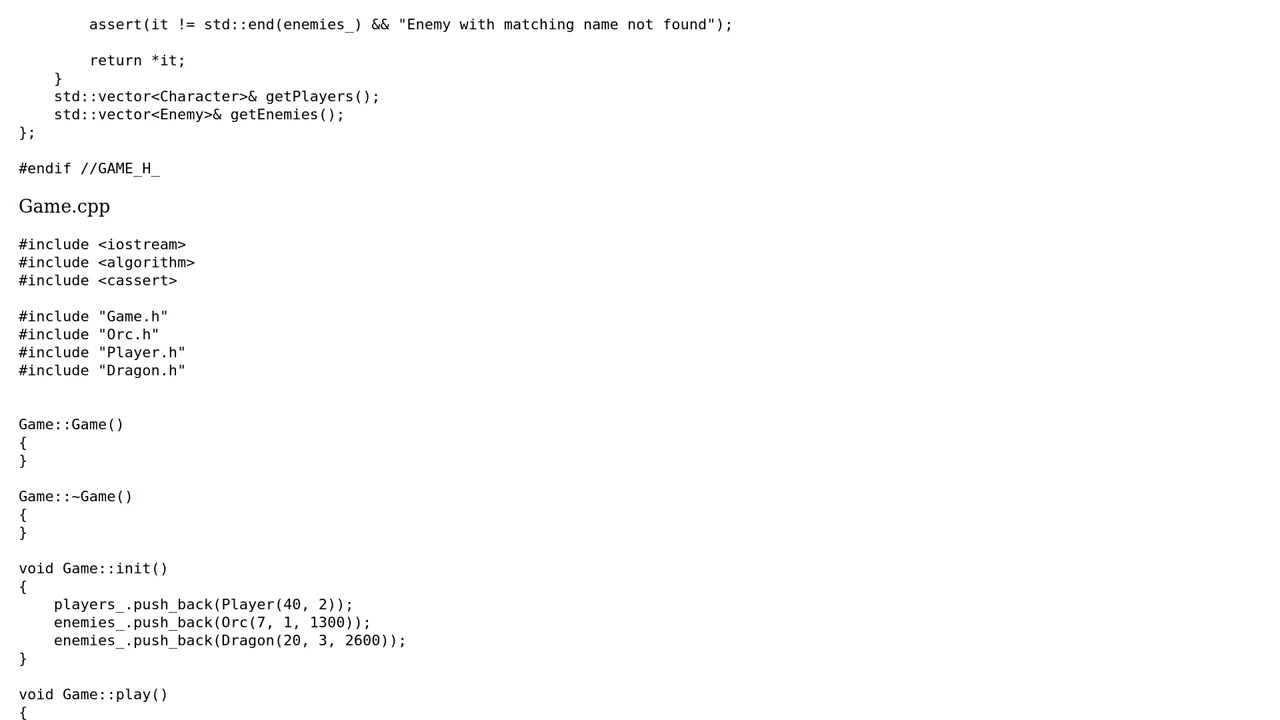 assert(it != std::end(enemies_) && "Enemy with matching name not found");

        return *it;
    }
    std::vector<Character>& getPlayers();
    std::vector<Enemy>& getEnemies();
};

#endif //GAME_H_

Game.cpp

#include <iostream>
#include <algorithm>
#include <cassert>

#include "Game.h"
#include "Orc.h"
#include "Player.h"
#include "Dragon.h"


Game::Game()
{
}

Game::~Game()
{
}

void Game::init()
{
    players_.push_back(Player(40, 2));
    enemies_.push_back(Orc(7, 1, 1300));
    enemies_.push_back(Dragon(20, 3, 2600));
}

void Game::play()
{